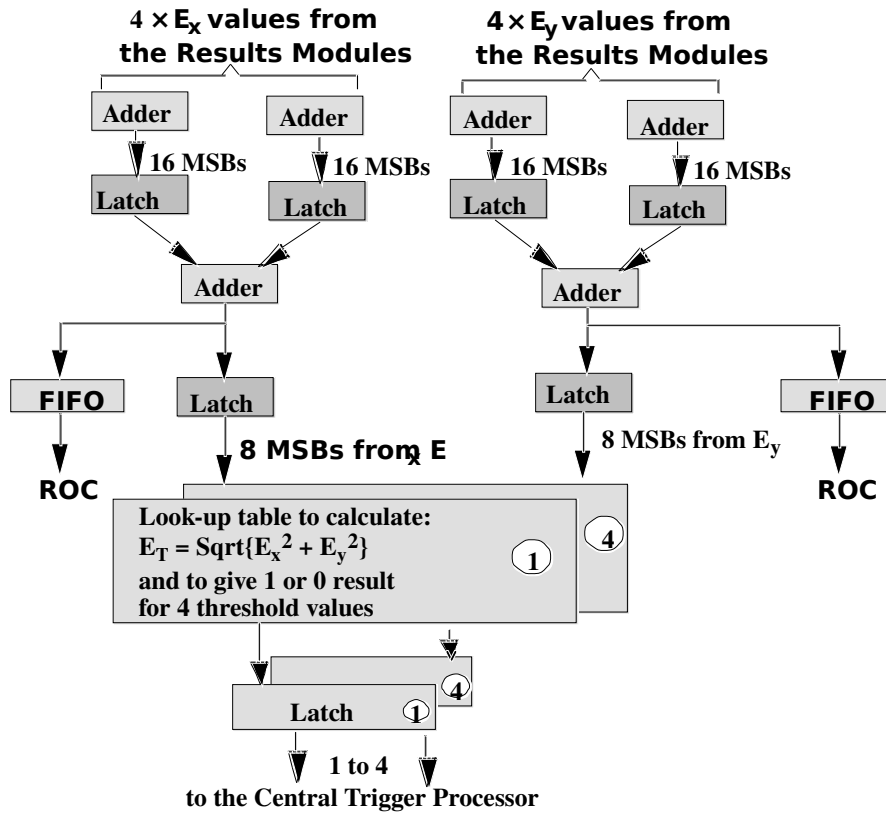 4 × Ex values from
the Results Modules
4 × Ey values from
the Results Modules
Adder
Adder
Adder
Adder
16 MSBs
16 MSBs
16 MSBs
16 MSBs
Latch
Latch
Latch
Latch
Adder
Adder
FIFO
Latch
Latch
FIFO
ROC
8 MSBs from Ex
8 MSBs from Ey
ROC
Look-up table to calculate:
ET = Sqrt{Ex² + Ey²}
and to give 1 or 0 result
for 4 threshold values
1
4
Latch
1
4
1 to 4
to the Central Trigger Processor